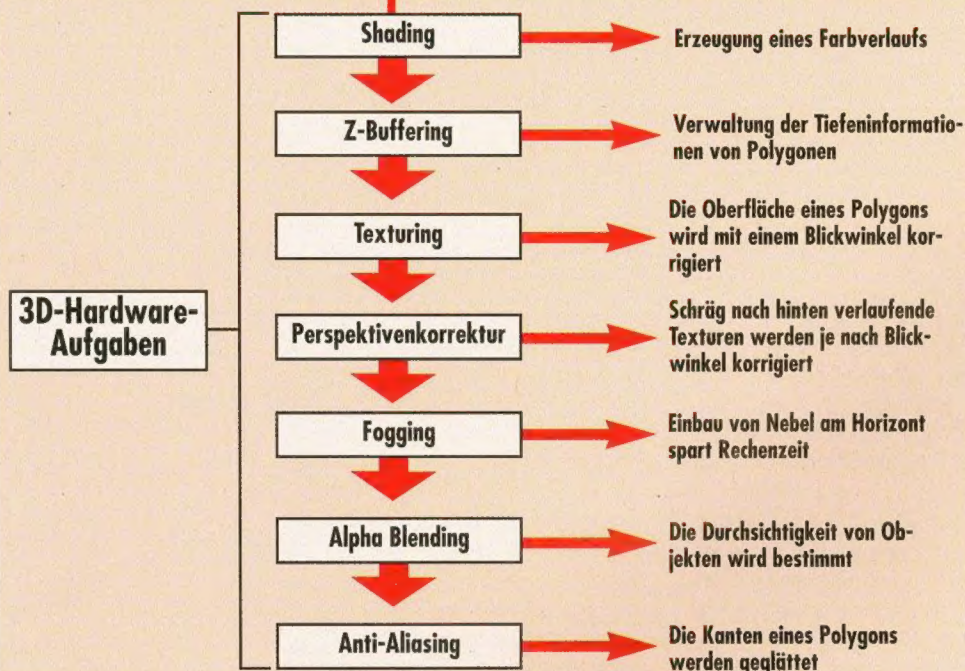 Shading
Erzeugung eines Farbverlaufs
Z-Buffering
Verwaltung der Tiefeninformatio-
nen von Polygonen
Texturing
Die Oberfläche eines Polygons
wird mit einem Blickwinkel kor-
rigiert
3D-Hardware-
Aufgaben
Perspektivenkorrektur
Schräg nach hinten verlaufende
Texturen werden je nach Blick-
winkel korrigiert
Fogging
Einbau von Nebel am Horizont
spart Rechenzeit
Alpha Blending
Die Durchsichtigkeit von Ob-
jekten wird bestimmt
Anti-Aliasing
Die Kanten eines Polygons
werden geglättet